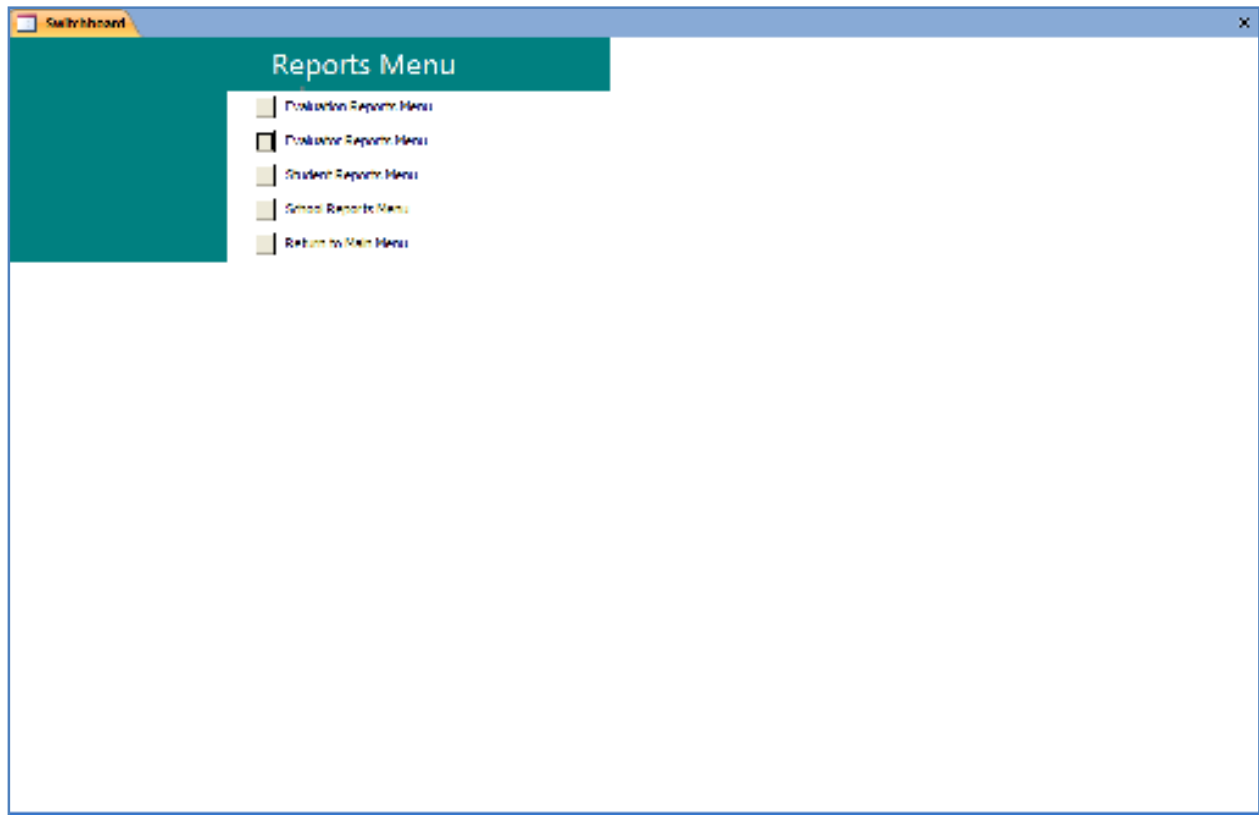 Switchboard
Reports Menu
Evaluation Reports Menu
Evaluator Reports Menu
Student Reports Menu
School Reports Menu
Return to Main Menu